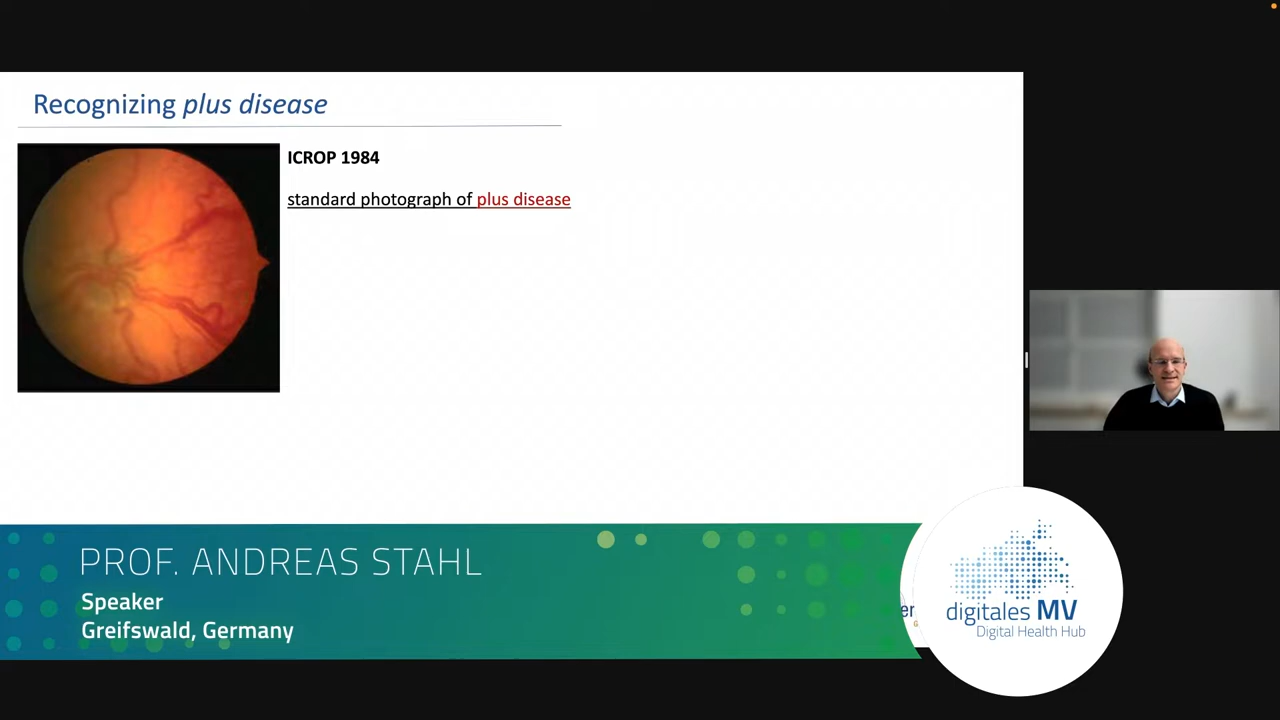 Recognizing plus disease
ICROP 1984
standard photograph of plus disease
PROF. ANDREAS STAHL
Speaker
Greifswald, Germany
digitales MV
Digital Health Hub